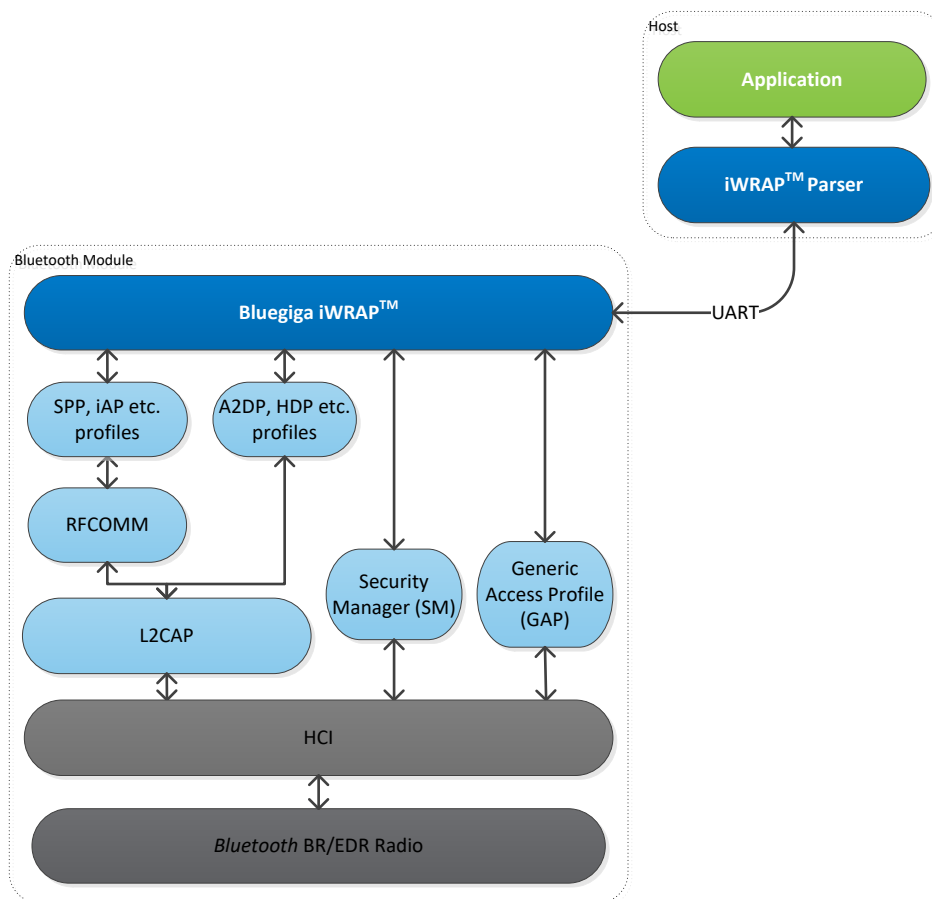 Host
Application
iWRAP™ Parser
Bluetooth Module
Bluegiga iWRAP™
UART
SPP, iAP etc.
profiles
A2DP, HDP etc.
profiles
RFCOMM
Security
Manager (SM)
Generic
Access Profile
(GAP)
L2CAP
HCI
Bluetooth BR/EDR Radio